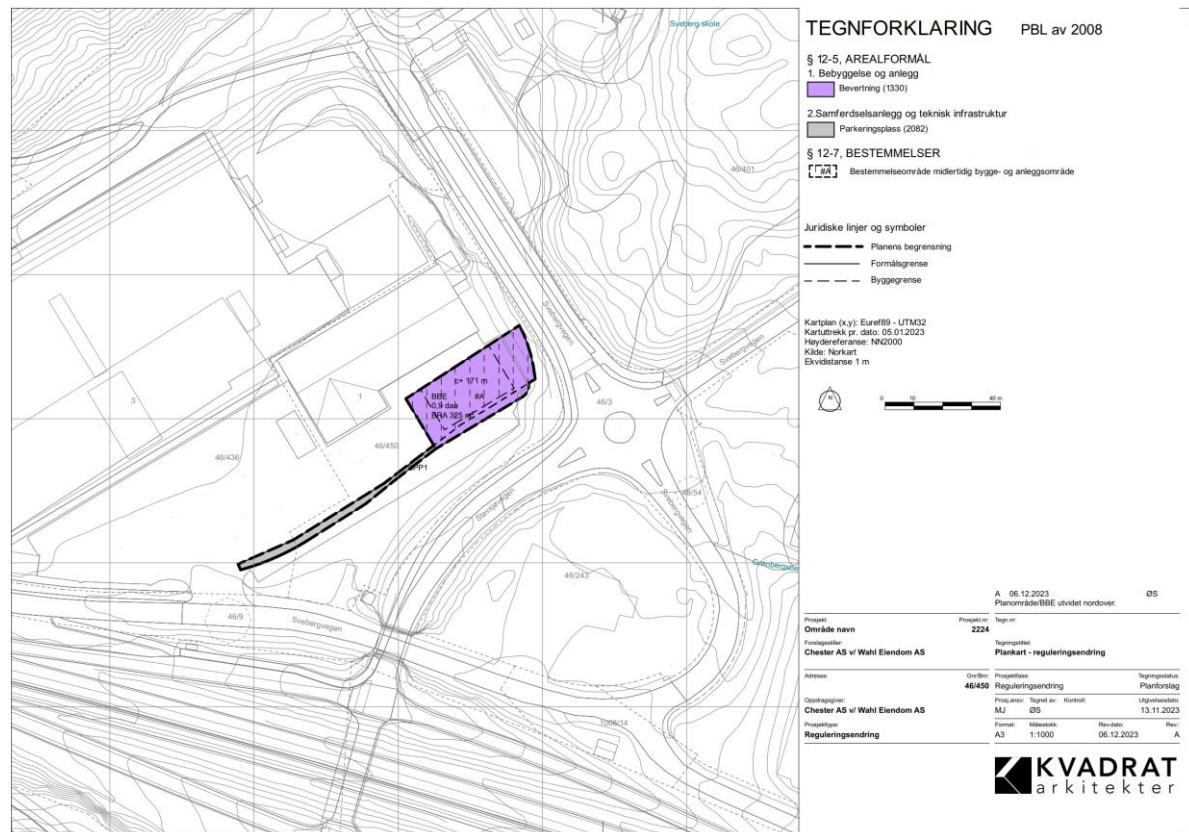 Sveberg skole
46/401
Svebergvegen
Svebergvegen
c+ 171 m
BBE
#A
0,9 daa
BRA 325 m
1
3
46/3
46/450
46/436
Stavsjøvegen
Svebergvegen
46/243
46/9
Svebergvegen
1006/14
TEGNFORKLARING PBL av 2008
§ 12-5, AREALFORMÅL
1. Bebyggelse og anlegg
Bevertning (1330)
2.Samferdselsanlegg og teknisk infrastruktur
Parkeringsplass (2082)
§ 12-7, BESTEMMELSER
#A Bestemmelseområde midlertidig bygge- og anleggsområde
Juridiske linjer og symboler
Planens begrensning
Formålsgrense
Byggegrense
Kartplan (x,y): Euref89 - UTM32
Kartuttrekk pr. dato: 05.01.2023
Høydereferanse: NN2000
Kilde: Norkart
Ekvidistanse 1 m
N
0 10 40 m
A 06.12.2023 ØS
Planområde/BBE utvidet nordover.
Prosjekt: Prosjekt.nr: Tegn.nr:
Område navn 2224
Forslagsstiller: Tegningstittel:
Chester AS v/ Wahl Eiendom AS Plankart - reguleringsendring
Adresse: Gnr/Bnr: Prosjektfase: Tegningsstatus:
46/450 Reguleringsendring Planforslag
Oppdragsgiver: Prosj.ansv: Tegnet av: Kontroll: Utgivelsesdato:
Chester AS v/ Wahl Eiendom AS MJ ØS 13.11.2023
Prosjekttype: Format: Målestokk: Rev.dato: Rev.:
Reguleringsendring A3 1:1000 06.12.2023 A
KVADRAT
arkitekter